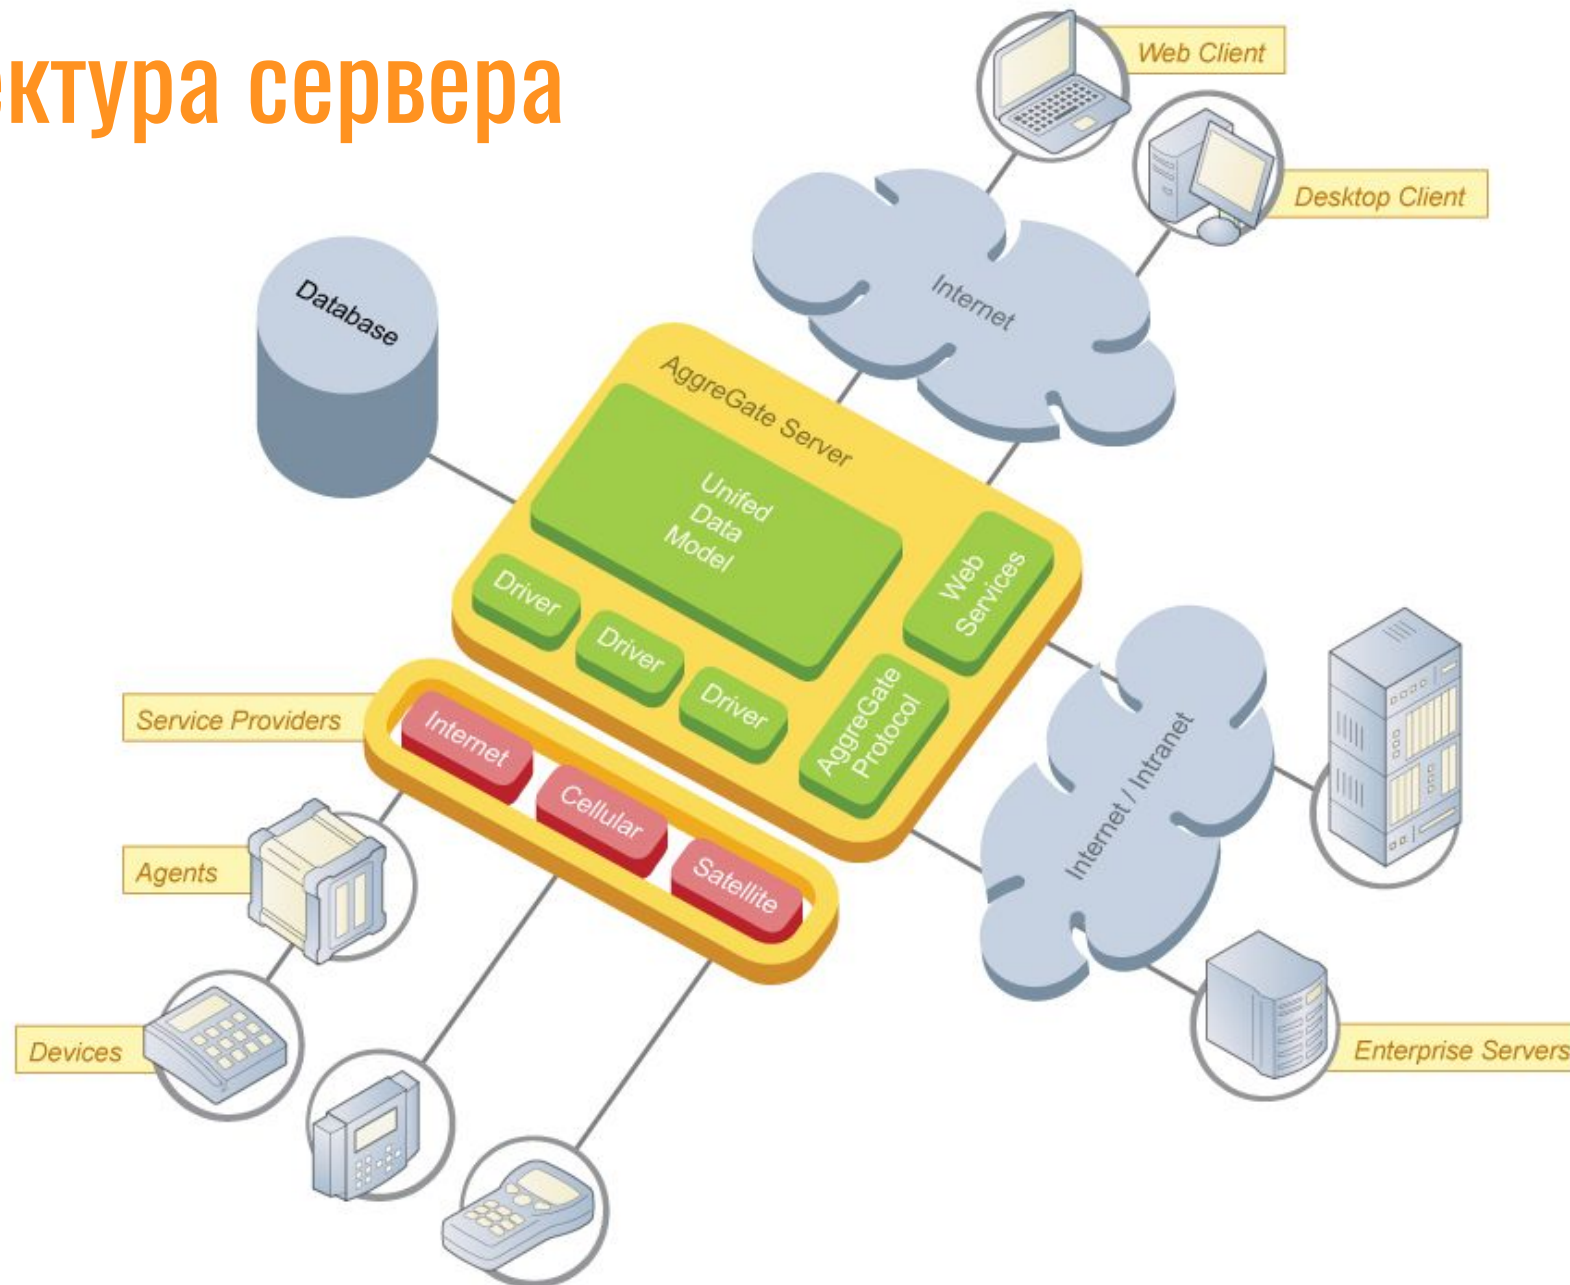 ектура сервера
Web Client
Desktop Client
Internet
Database
AggreGate Server
Unifed
Data
Model
Web
Services
Driver
Driver
Driver
AggreGate
Protocol
Service Providers
Internet
Cellular
Satellite
Internet / Intranet
Agents
Devices
Enterprise Servers